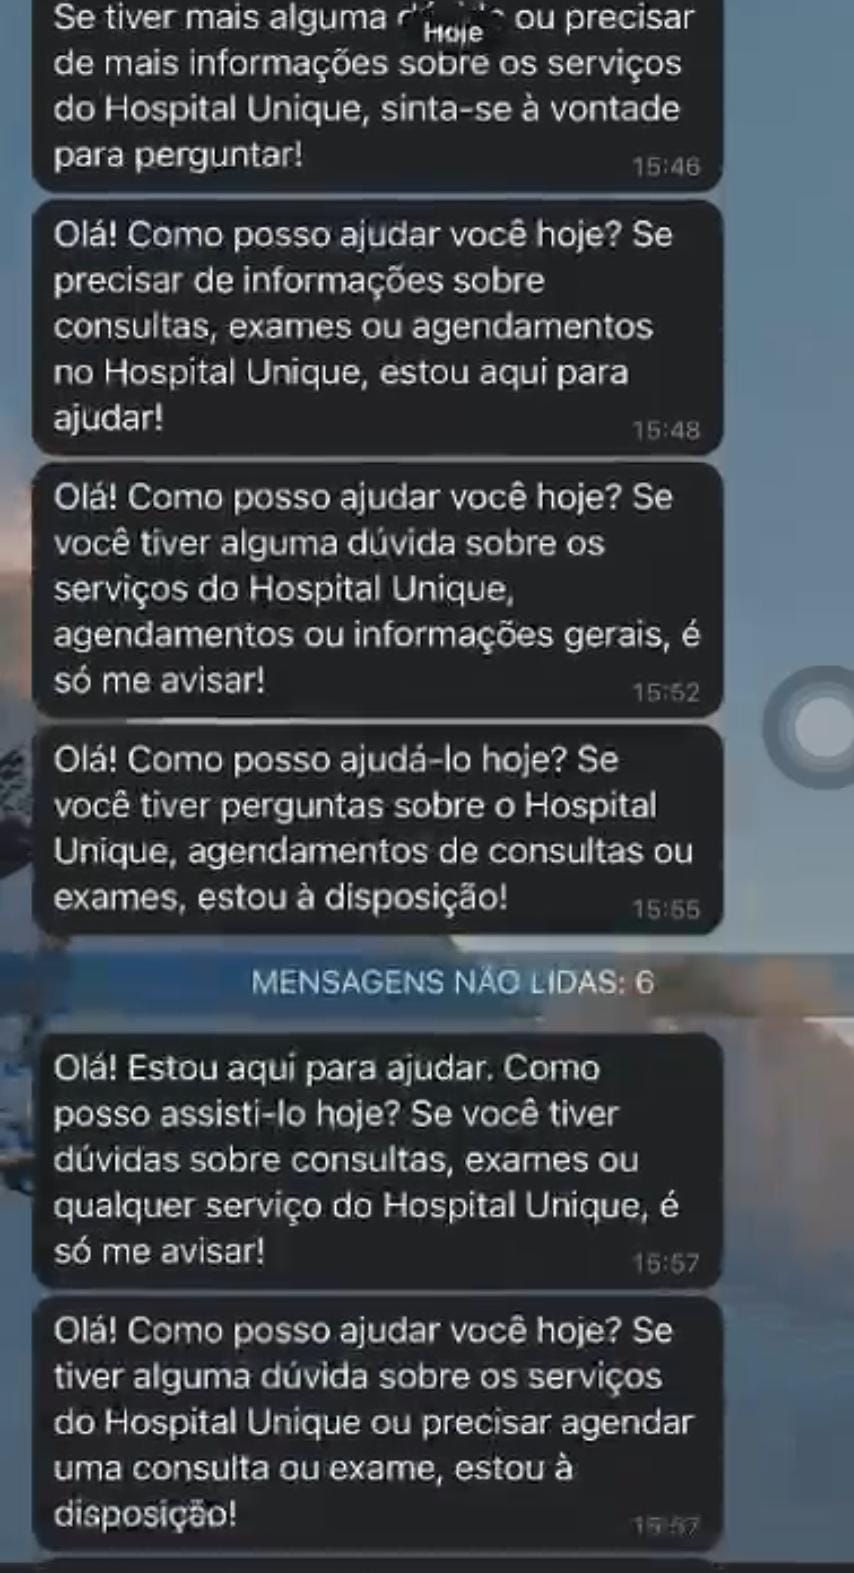 Se tiver mais alguma ou precisar
Hoje
de mais informações sobre os serviços
do Hospital Unique, sinta-se à vontade
para perguntar!
15:46
Olá! Como posso ajudar você hoje? Se
precisar de informações sobre
consultas, exames ou agendamentos
no Hospital Unique, estou aqui para
ajudar!
15:48
Olá! Como posso ajudar você hoje? Se
você tiver alguma dúvida sobre os
serviços do Hospital Unique,
agendamentos ou informações gerais, é
só me avisar!
15:52
Olá! Como posso ajudá-lo hoje? Se
você tiver perguntas sobre o Hospital
Unique, agendamentos de consultas ou
exames, estou à disposição!
15:55
MENSAGENS NÃO LIDAS: 6
Olá! Estou aqui para ajudar. Como
posso assisti-lo hoje? Se você tiver
dúvidas sobre consultas, exames ou
qualquer serviço do Hospital Unique, é
só me avisar!
15:57
Olá! Como posso ajudar você hoje? Se
tiver alguma dúvida sobre os serviços
do Hospital Unique ou precisar agendar
uma consulta ou exame, estou à
disposição!
15:57